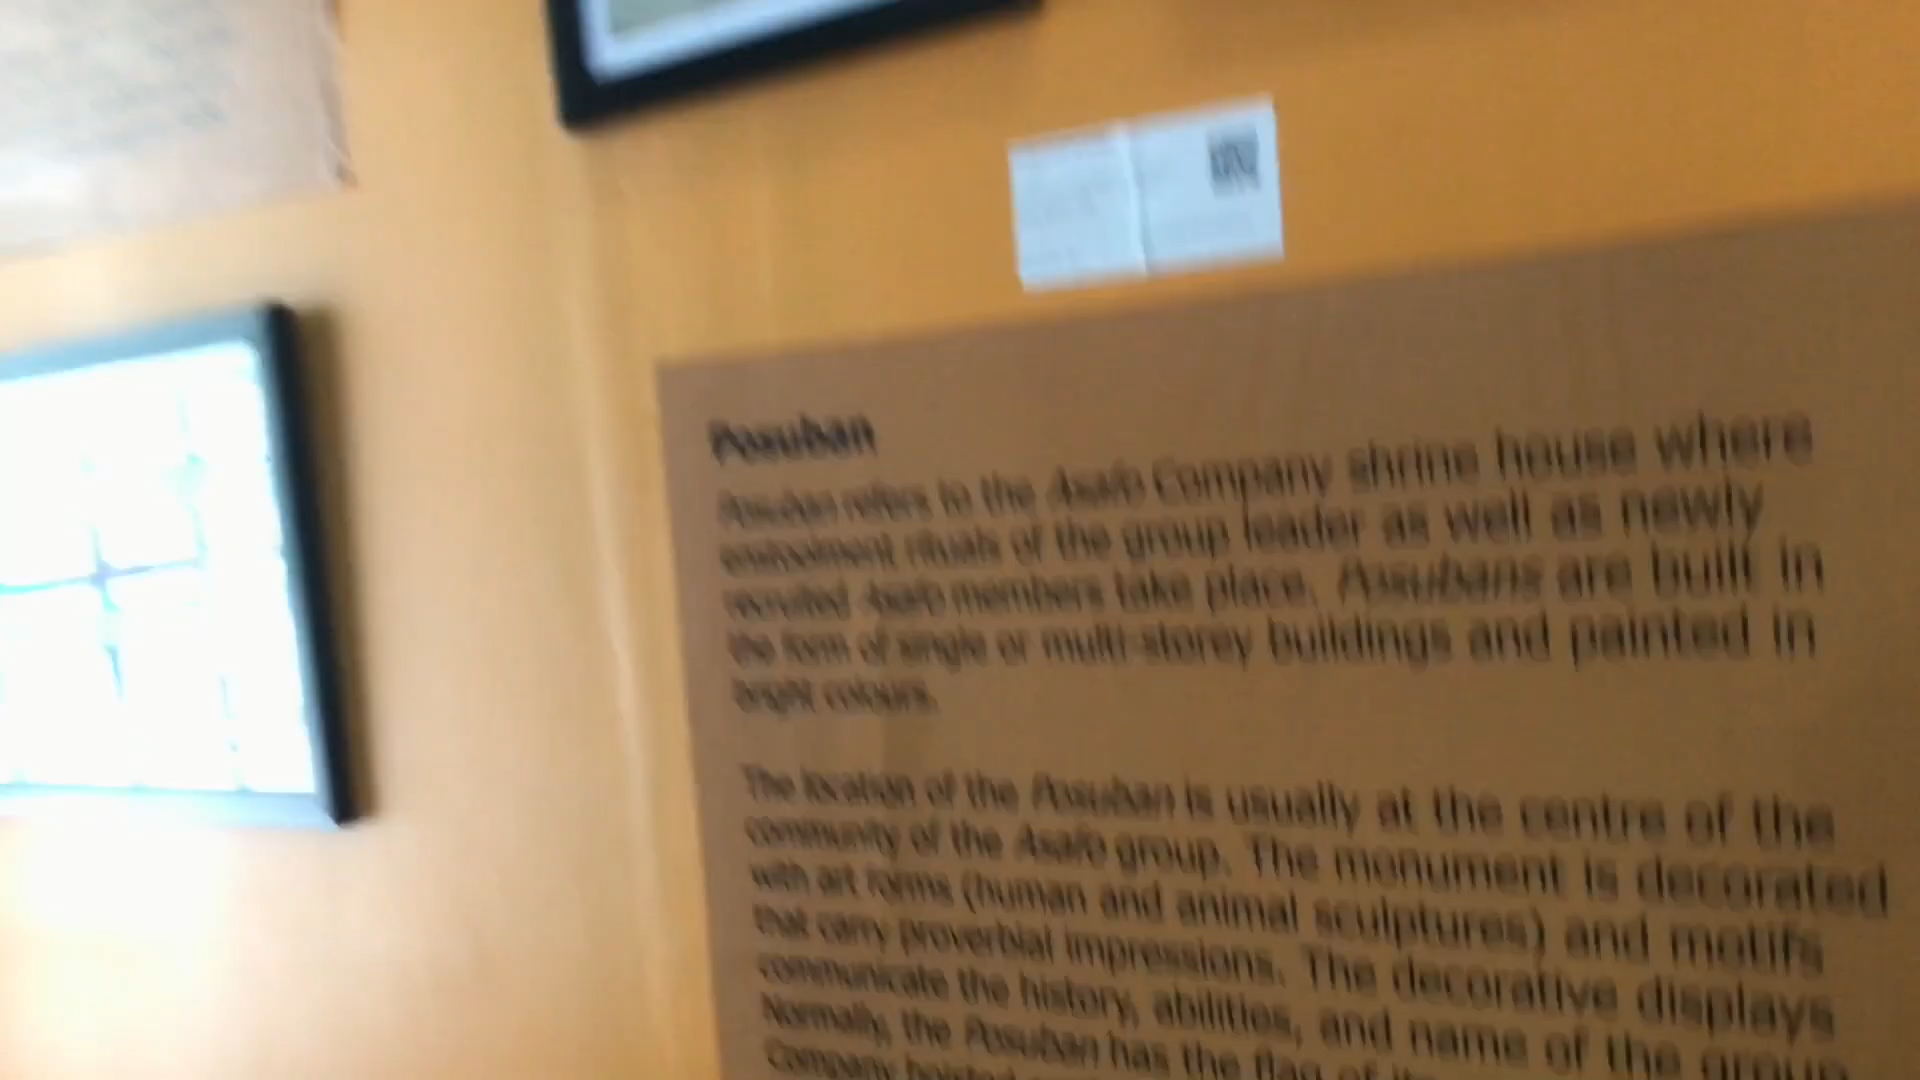 Posuban
Posuban refers to the Asafo Company shrine house where
enstoolment rituals of the group leader as well as newly
recruited Asafo members take place. Posubans are built in
the form of single or multi-storey buildings and painted in
bright colours.
The location of the Posuban is usually at the centre of the
community of the Asafo group. The monument is decorated
with art forms (human and animal sculptures) and motifs
that carry proverbial impressions. The decorative displays
communicate the history, abilities, and name of the group
Normally, the Posuban has the flag of its
Company hoisted